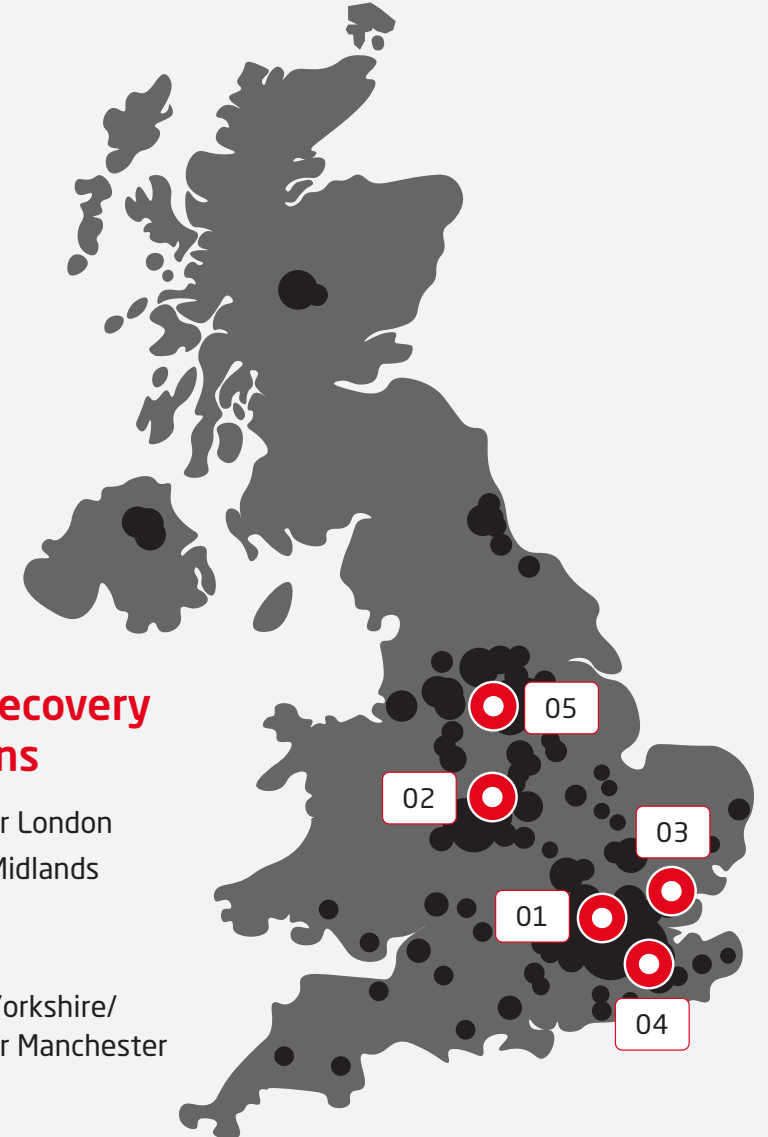 ecovery
ns
r London
Midlands
Yorkshire/
r Manchester
05
02
03
01
04